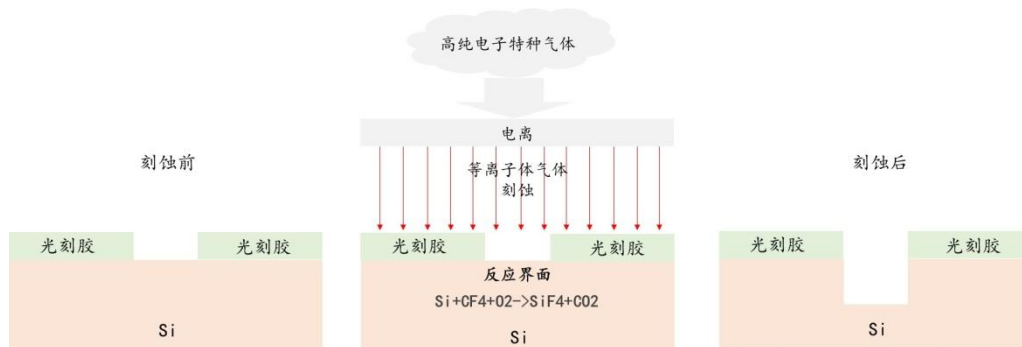 高纯电子特种气体
电离
刻蚀前
等离子体气体
刻蚀
刻蚀后
光刻胶
光刻胶
光刻胶
光刻胶
光刻胶
光刻胶
反应界面
Si+CF4+O2->SiF4+CO2
Si
Si
Si